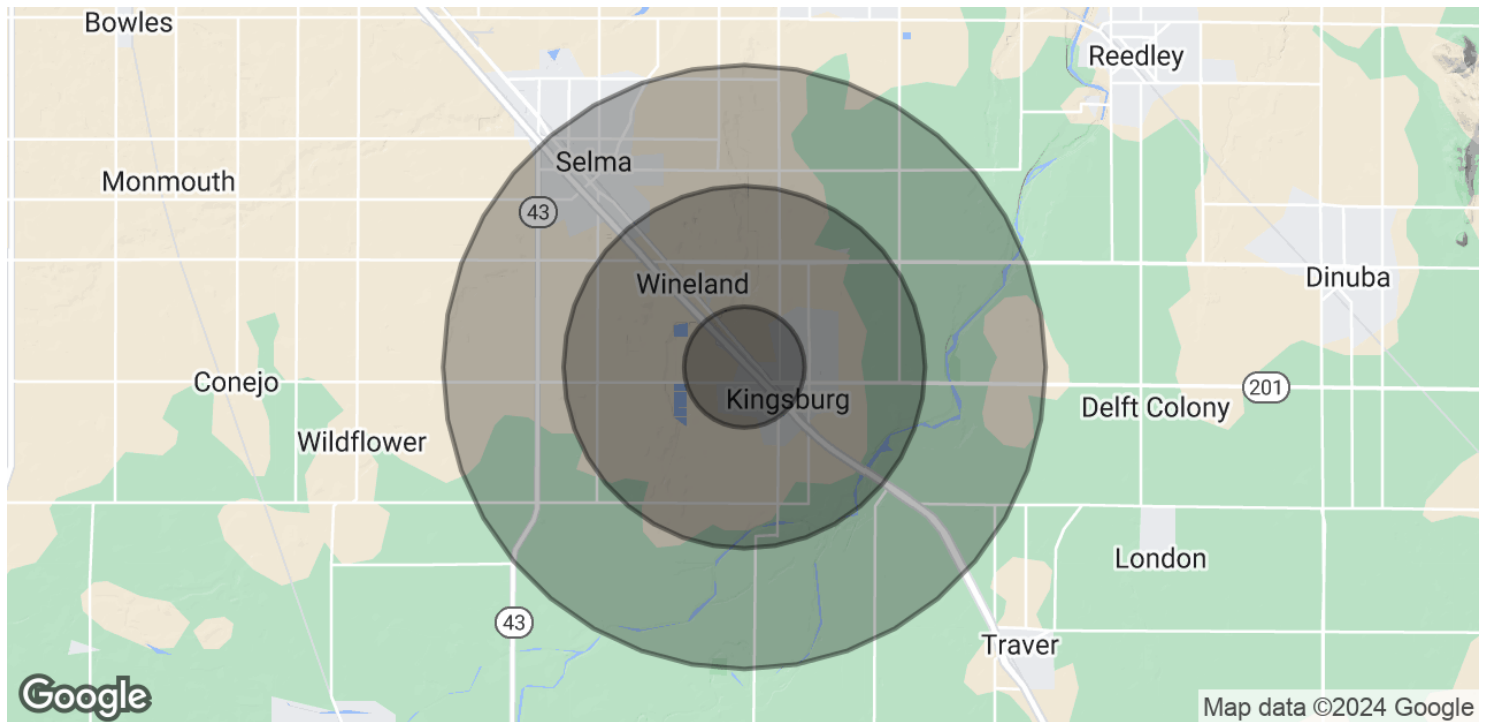 Bowles
Reedley
Selma
Monmouth
43
Dinuba
Wineland
Conejo
201
Kingsburg
Delft Colony
Wildflower
London
43
Traver
Google
Map data ©2024 Google